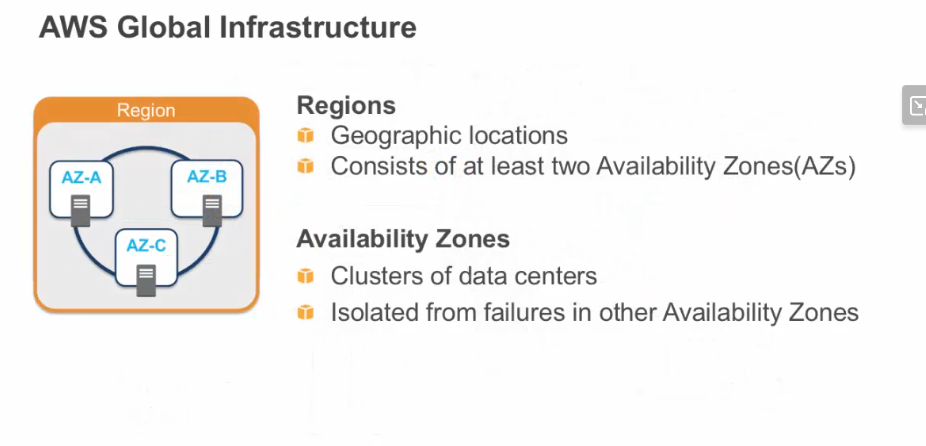 AWS Global Infrastructure
Region
AZ-A
AZ-B
AZ-C
Regions
Geographic locations
Consists of at least two Availability Zones(AZs)
Availability Zones
Clusters of data centers
Isolated from failures in other Availability Zones